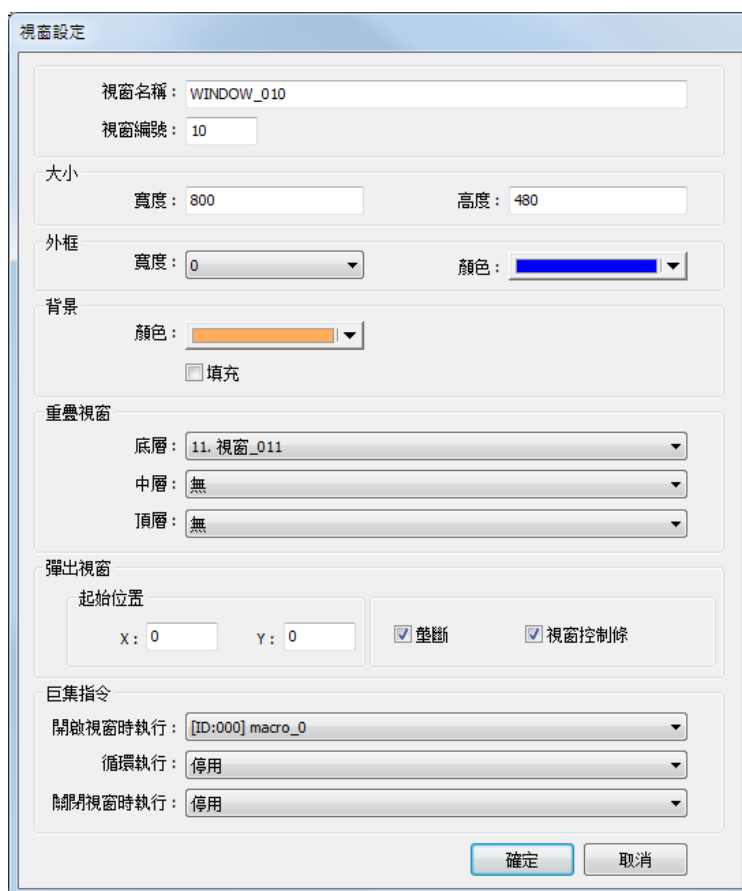 視窗設定
視窗名稱： WINDOW_010
視窗編號： 10
大小
寬度： 800 高度： 480
外框
寬度： 0 顏色：
背景
顏色：
填充
重疊視窗
底層： 11. 視窗_011
中層： 無
頂層： 無
彈出視窗
起始位置
X： 0 Y： 0 壟斷 視窗控制條
巨集指令
開啟視窗時執行： [ID:000] macro_0
循環執行： 停用
關閉視窗時執行： 停用
確定 取消